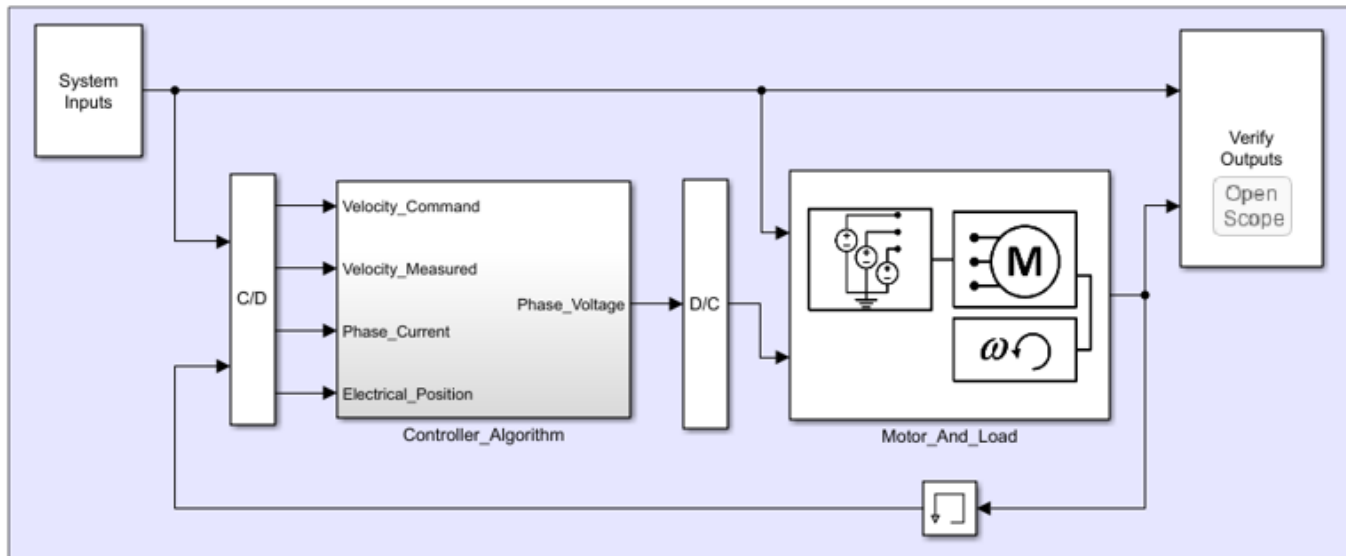 System
Inputs
Verify
Outputs
Open
Scope
C/D
Velocity_Command
Velocity_Measured
Phase_Current
Electrical_Position
Phase_Voltage
Controller_Algorithm
D/C
M
ω
Motor_And_Load